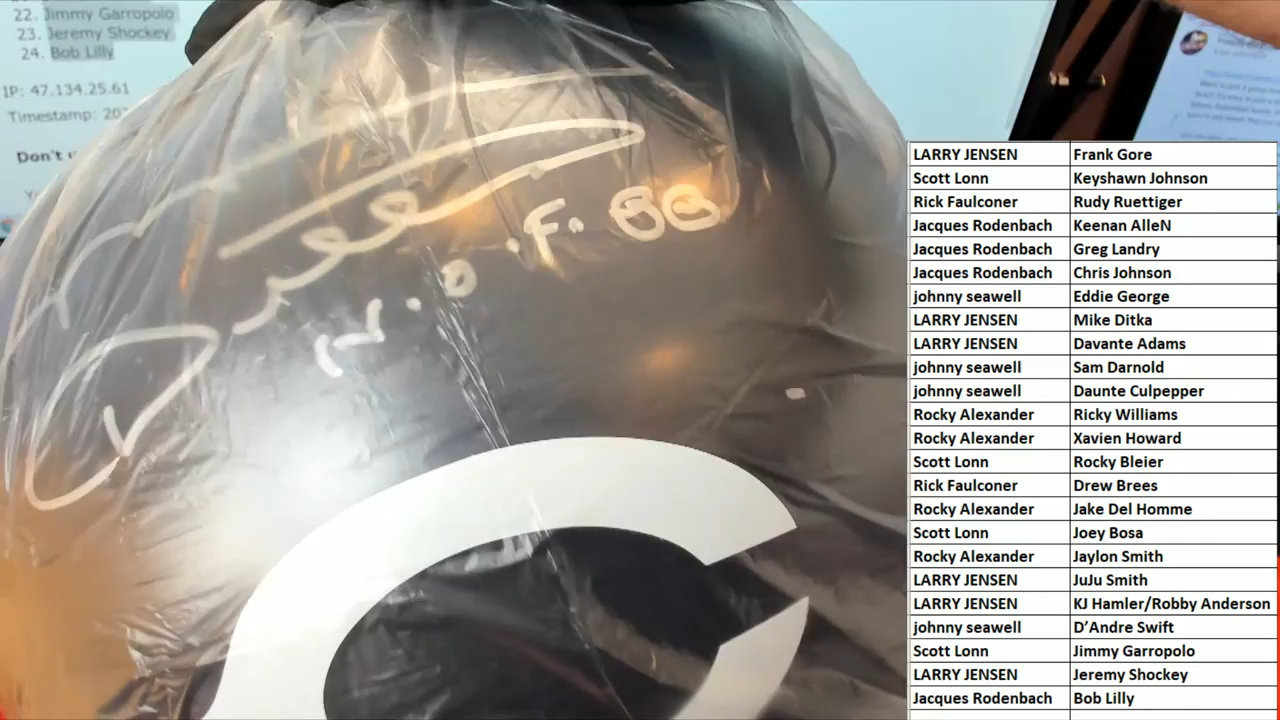 22. Jimmy Garropolo
23. Jeremy Shockey
24. Bob Lilly
IP: 47.134.25.61
Timestamp: 20
Don't
H.O.F. 88
C
LARRY JENSEN Frank Gore
Scott Lonn Keyshawn Johnson
Rick Faulconer Rudy Ruettiger
Jacques Rodenbach Keenan AlleN
Jacques Rodenbach Greg Landry
Jacques Rodenbach Chris Johnson
johnny seawell Eddie George
LARRY JENSEN Mike Ditka
LARRY JENSEN Davante Adams
johnny seawell Sam Darnold
johnny seawell Daunte Culpepper
Rocky Alexander Ricky Williams
Rocky Alexander Xavien Howard
Scott Lonn Rocky Bleier
Rick Faulconer Drew Brees
Rocky Alexander Jake Del Homme
Scott Lonn Joey Bosa
Rocky Alexander Jaylon Smith
LARRY JENSEN JuJu Smith
LARRY JENSEN KJ Hamler/Robby Anderson
johnny seawell D’Andre Swift
Scott Lonn Jimmy Garropolo
LARRY JENSEN Jeremy Shockey
Jacques Rodenbach Bob Lilly